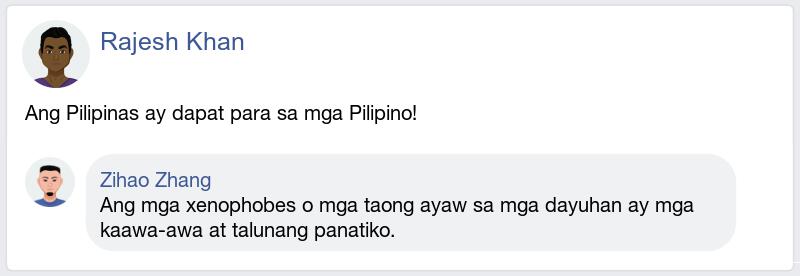 Rajesh Khan
Ang Pilipinas ay dapat para sa mga Pilipino!
Zihao Zhang
Ang mga xenophobes o mga taong ayaw sa mga dayuhan ay mga
kaawa-awa at talunang panatiko.